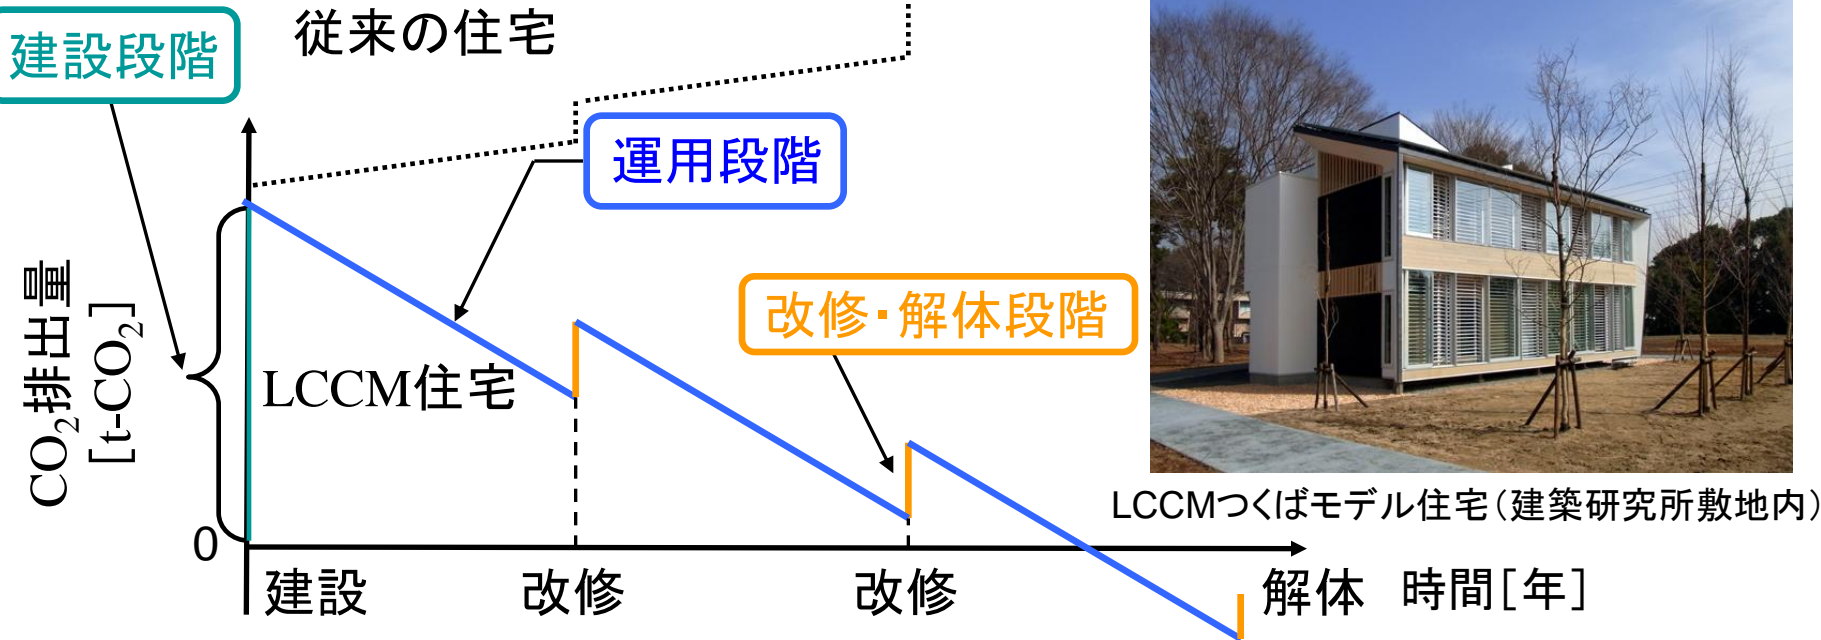 従来の住宅
建設段階
運用段階
改修・解体段階
CO₂排出量
[t-CO₂]
LCCM住宅
0
建設
改修
改修
解体
時間[年]
LCCMつくばモデル住宅(建築研究所敷地内)